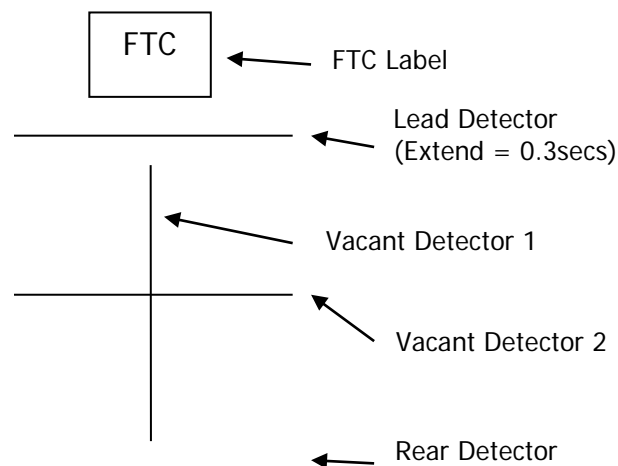 FTC
FTC Label
Lead Detector
(Extend = 0.3secs)
Vacant Detector 1
Vacant Detector 2
Rear Detector